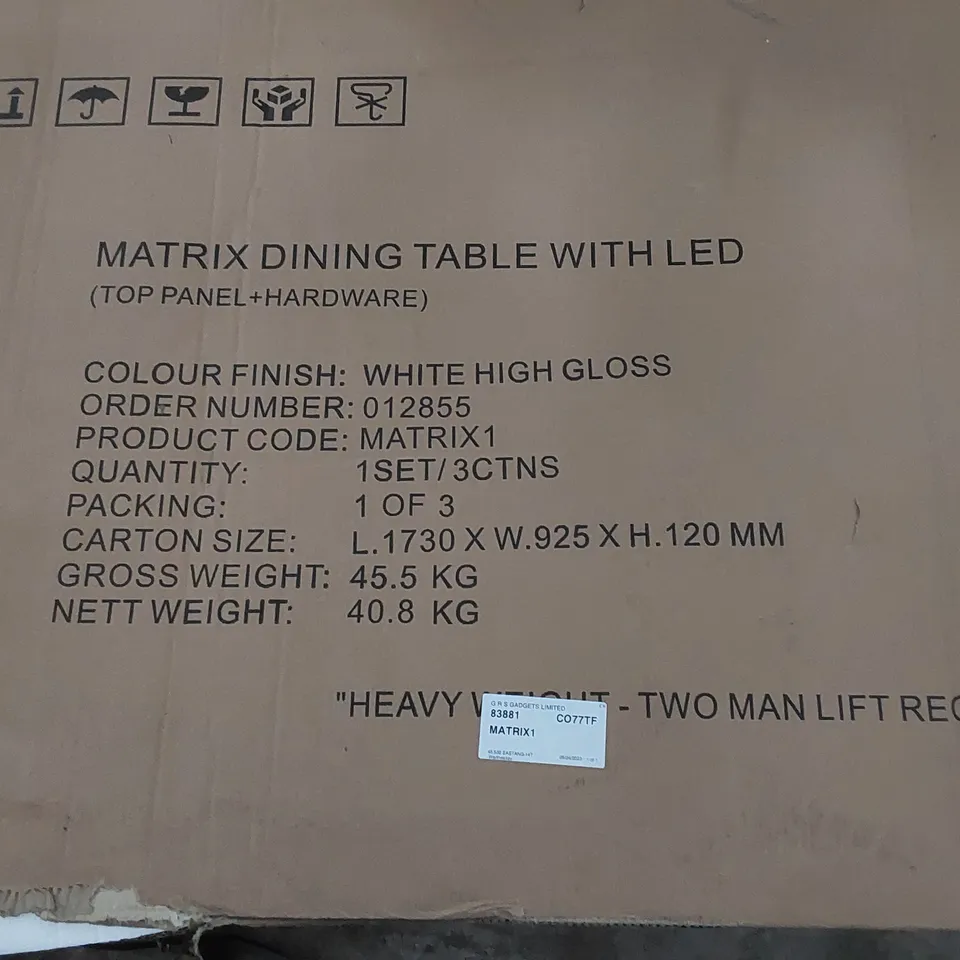 MATRIX DINING TABLE WITH LED
(TOP PANEL+HARDWARE)
COLOUR FINISH: WHITE HIGH GLOSS
ORDER NUMBER: 012855
PRODUCT CODE: MATRIX1
QUANTITY: 1SET/3CTNS
PACKING: 1 OF 3
CARTON SIZE: L.1730 X W.925 X H.120 MM
GROSS WEIGHT: 45.5 KG
NETT WEIGHT: 40.8 KG
"HEAVY WEIGHT - TWO MAN LIFT
G R S GADGETS LIMITED
83881 CO77TF
MATRIX1
Wednesday